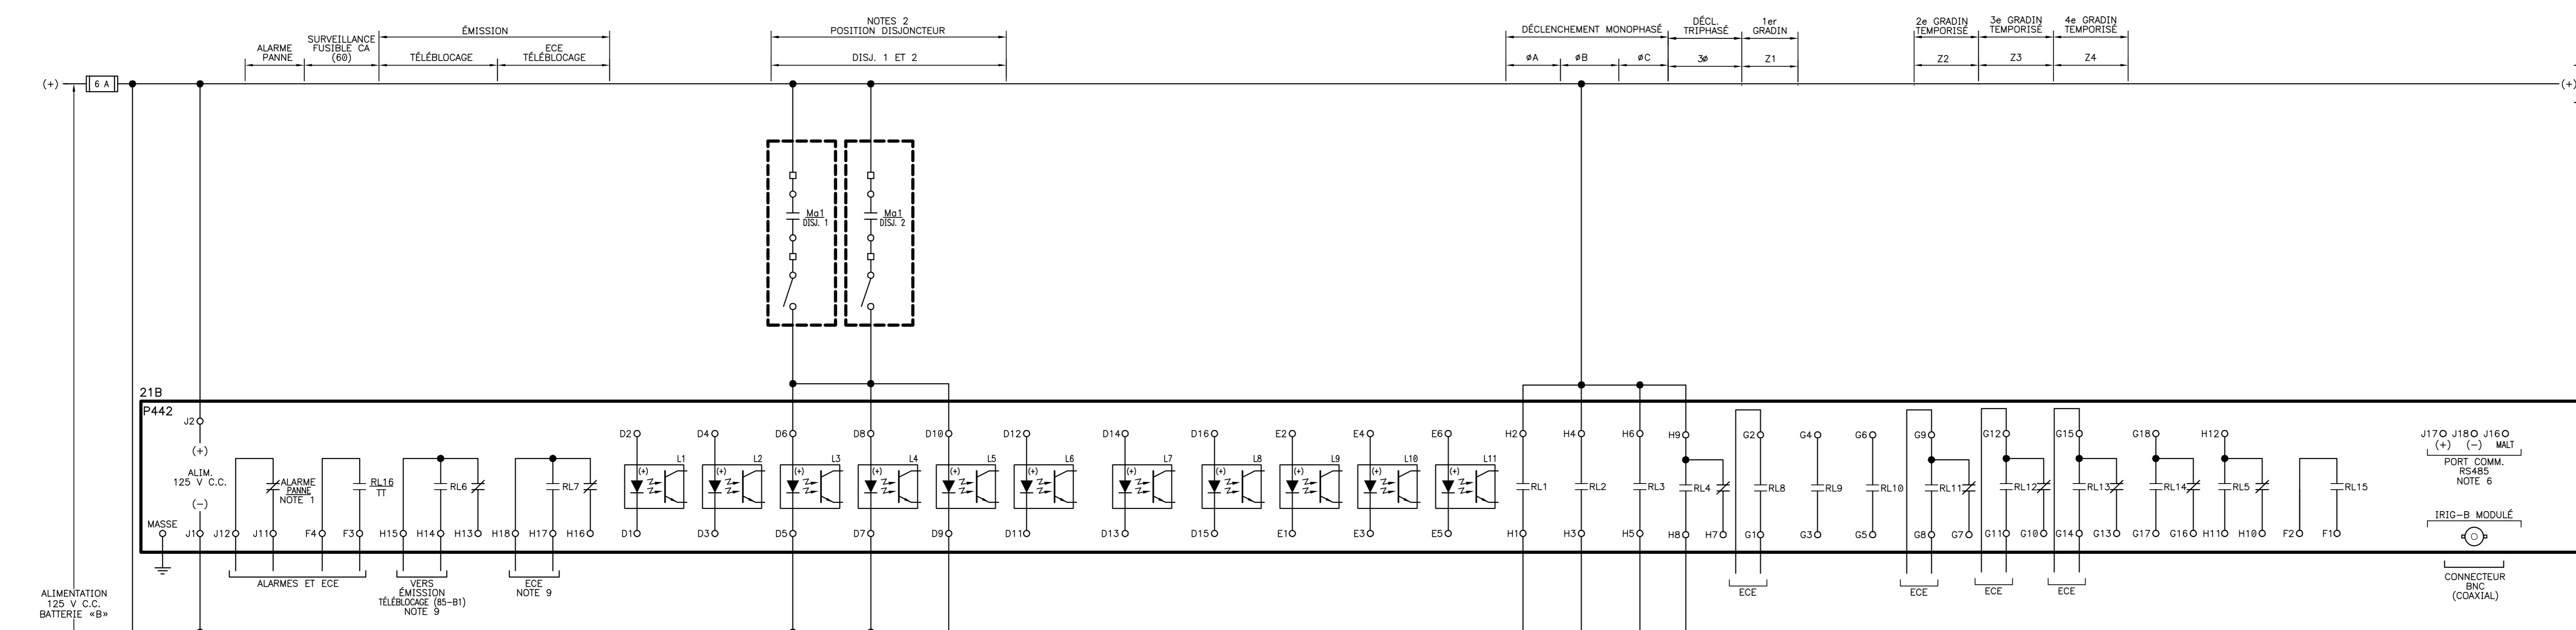 NOTES 2
POSITION DISJONCTEUR
DISJ. 1 ET 2
ÉMISSION
ALARME
PANNE
SURVEILLANCE
FUSIBLE CA
(60)
TÉLÉBLOCAGE
ECE
TÉLÉBLOCAGE
DÉCLENCHEMENT MONOPHASÉ
øA
øB
øC
DÉCL.
TRIPHASÉ
3ø
1er
GRADIN
Z1
2e GRADIN
TEMPORISÉ
Z2
3e GRADIN
TEMPORISÉ
Z3
4e GRADIN
TEMPORISÉ
Z4
(+)
6 A
(+)
Ma1
DISJ. 1
Ma1
DISJ. 2
21B
P442
J2
(+)
ALIM.
125 V C.C.
(-)
MASSE
J1
ALARME
PANNE
NOTE 1
J12
J11
RL16
TT
F4
F3
RL6
H15
H14
H13
RL7
H18
H17
H16
D2
L1
(+)
D1
D4
L2
(+)
D3
D6
L3
(+)
D5
D8
L4
(+)
D7
D10
L5
(+)
D9
D12
L6
(+)
D11
D14
L7
(+)
D13
D16
L8
(+)
D15
E2
L9
(+)
E1
E4
L10
(+)
E3
E6
L11
(+)
E5
H2
RL1
H1
H4
RL2
H3
H6
RL3
H5
H9
RL4
H8
H7
G2
RL8
G1
G4
RL9
G3
G6
RL10
G5
G9
RL11
G8
G7
G12
RL12
G11
G10
G15
RL13
G14
G13
G18
RL14
G17
G16
H12
RL5
H11
H10
RL15
F2
F1
J17 J18 J16
(+) (-) MALT
PORT COMM.
RS485
NOTE 6
IRIG-B MODULÉ
CONNECTEUR
BNC
(COAXIAL)
ALARMES ET ECE
VERS
ÉMISSION
TÉLÉBLOCAGE (85-B1)
NOTE 9
ECE
NOTE 9
ECE
ECE
ECE
ECE
ALIMENTATION
125 V C.C.
BATTERIE «B»